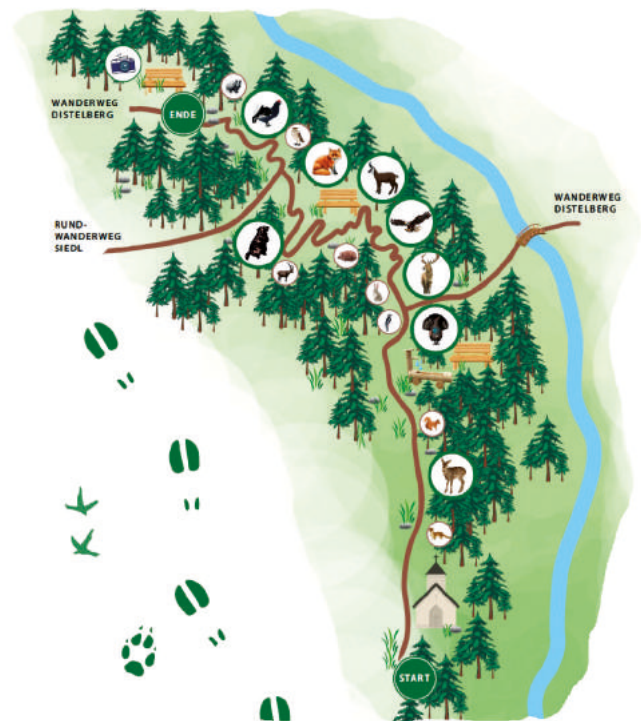 WANDERWEG
DISTELBERG
ENDE
WANDERWEG
DISTELBERG
RUND-
WANDERWEG
SIEDL
START